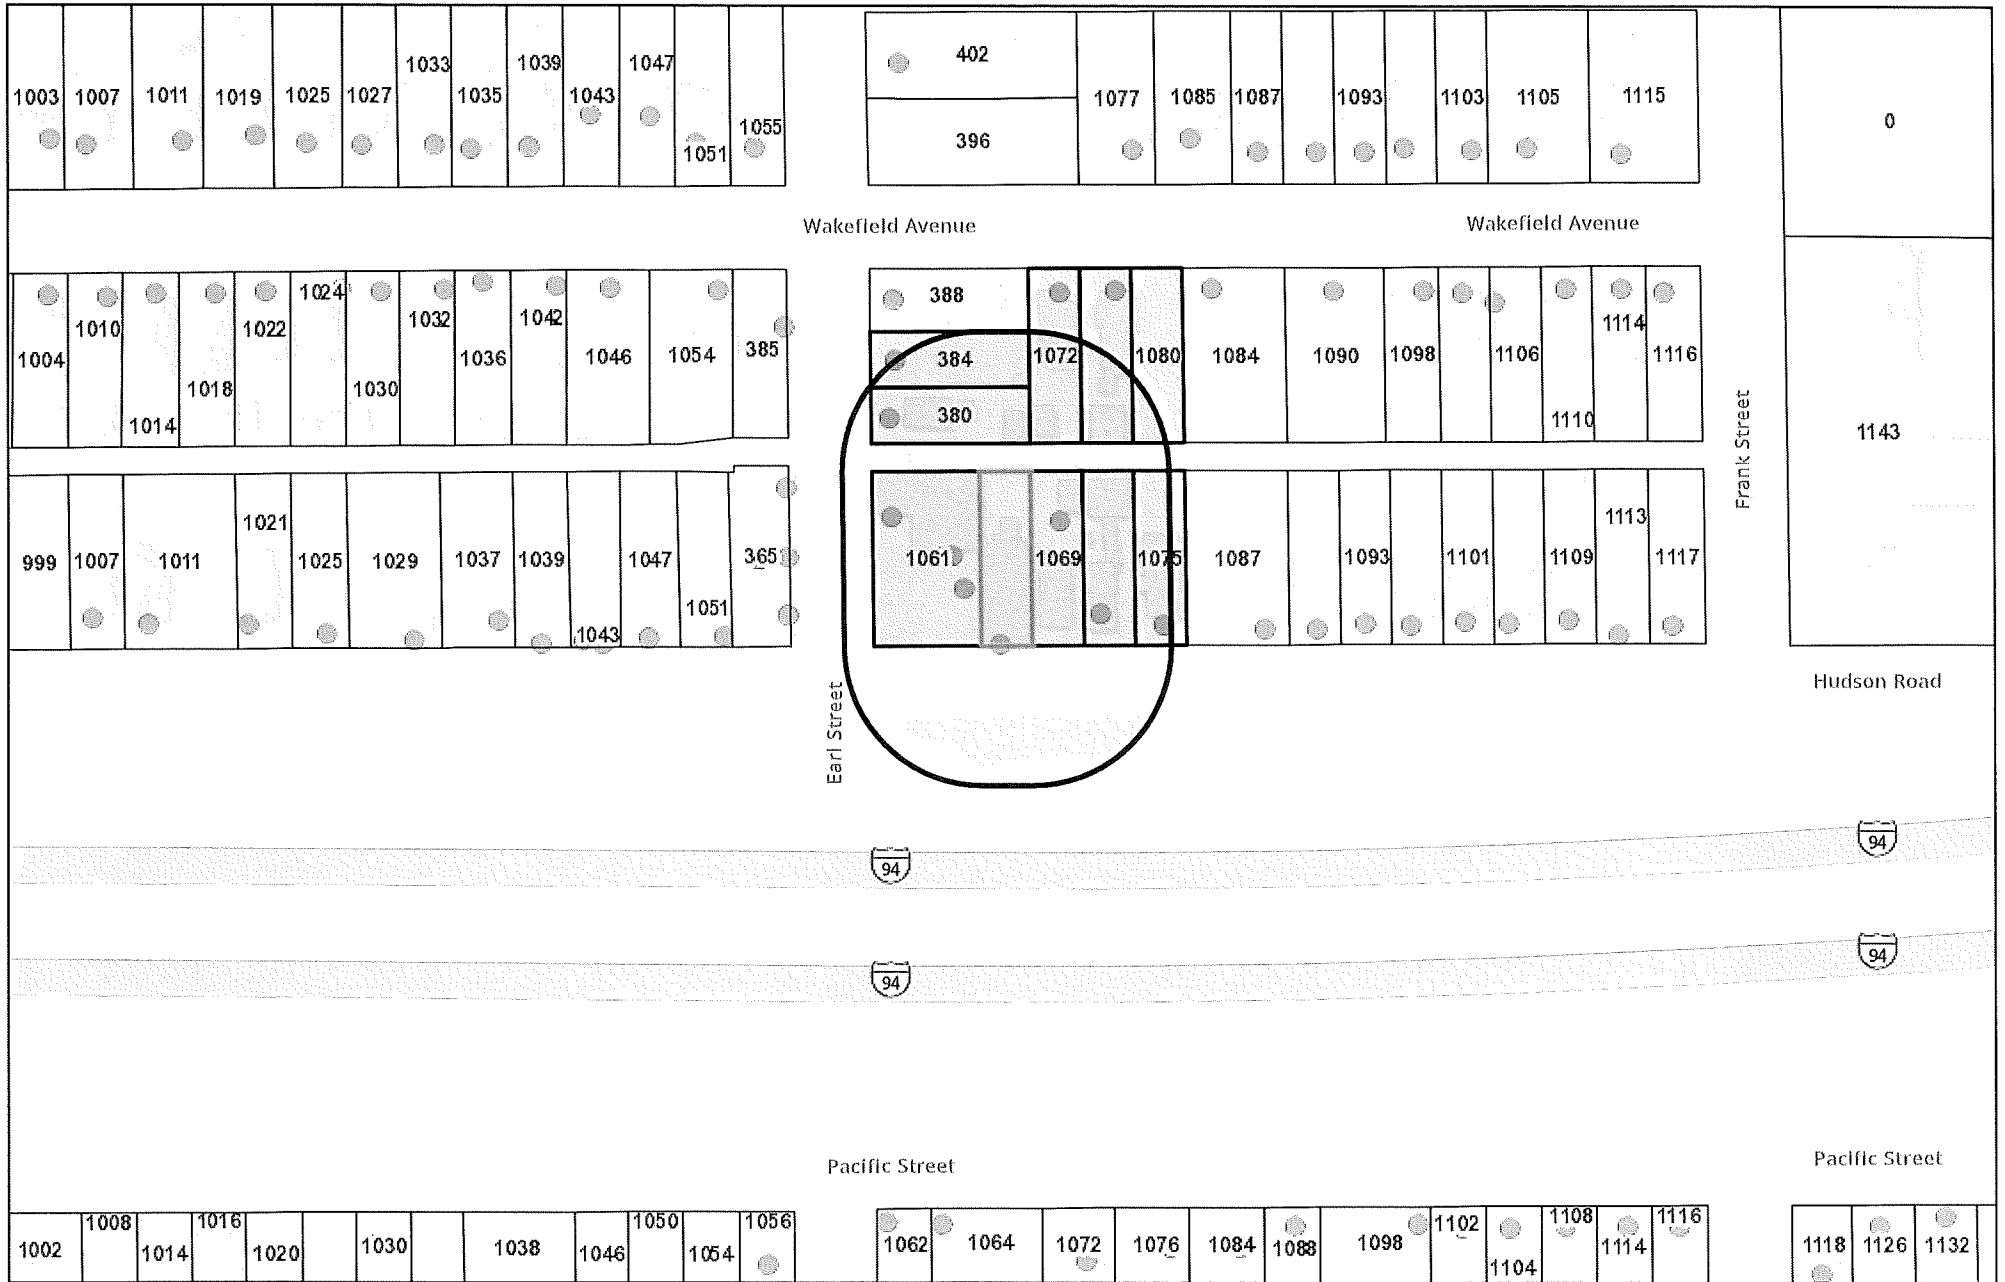 1003 1007 1011 1019 1025 1027 1033 1035 1039 1043 1047 1051 1055
402
396
1077 1085 1087 1093 1103 1105 1115
0
Wakefield Avenue Wakefield Avenue
1004 1010 1014 1018 1022 1024 1030 1032 1036 1042 1046 1054 385
388
384
380
1072 1080 1084 1090 1098 1106 1110 1114 1116
Frank Street
1143
999 1007 1011 1021 1025 1029 1037 1039 1043 1047 1051 365
1061 1069 1075 1087 1093 1101 1109 1113 1117
Hudson Road
Earl Street
94 94
94 94
Pacific Street Pacific Street
1002 1008 1014 1016 1020 1030 1038 1046 1050 1054 1056
1062 1064 1072 1076 1084 1088 1098 1102 1104 1108 1114 1116
1118 1126 1132